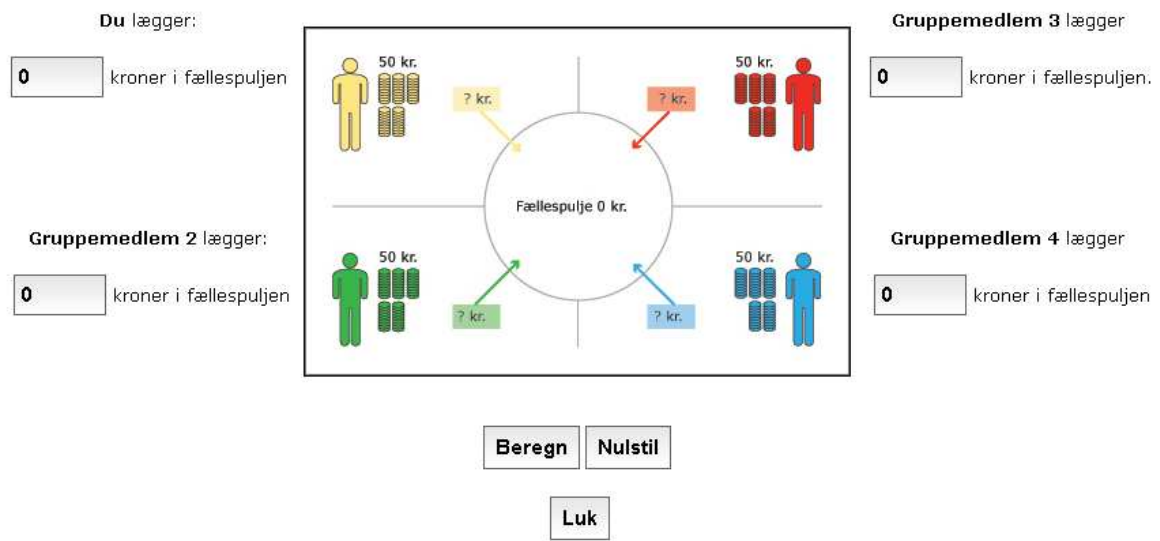 Du lægger:
0 kroner i fællespuljen
Gruppemedlem 2 lægger:
0 kroner i fællespuljen
50 kr.
? kr.
50 kr.
? kr.
Fællespulje 0 kr.
50 kr.
? kr.
50 kr.
? kr.
Gruppemedlem 3 lægger
0 kroner i fællespuljen.
Gruppemedlem 4 lægger
0 kroner i fællespuljen
Beregn Nulstil
Luk